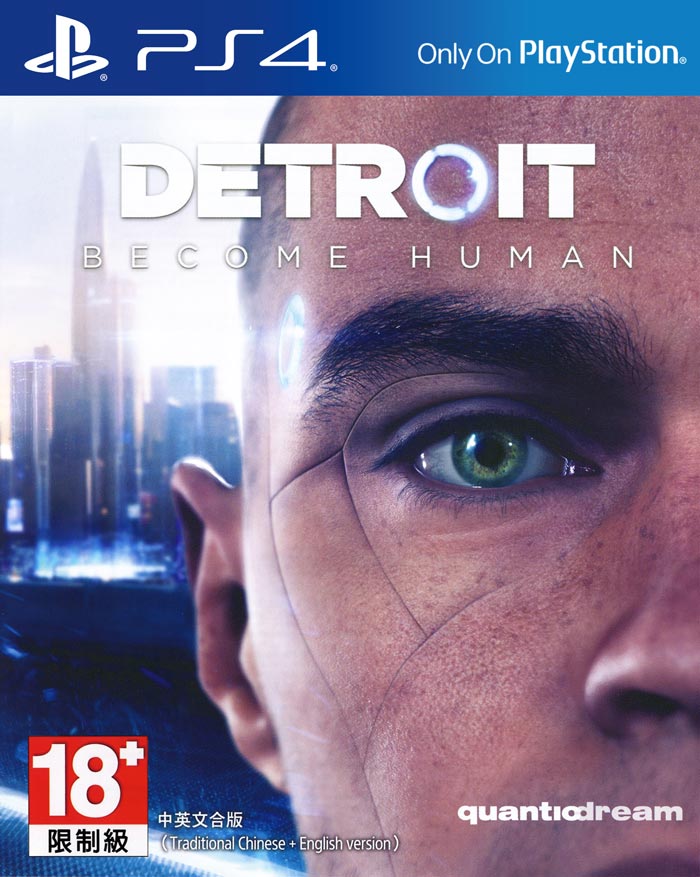 PS4
Only On PlayStation
DETROIT
BECOME HUMAN
18+
限制級
中英文合版
(Traditional Chinese + English version)
quanticdream